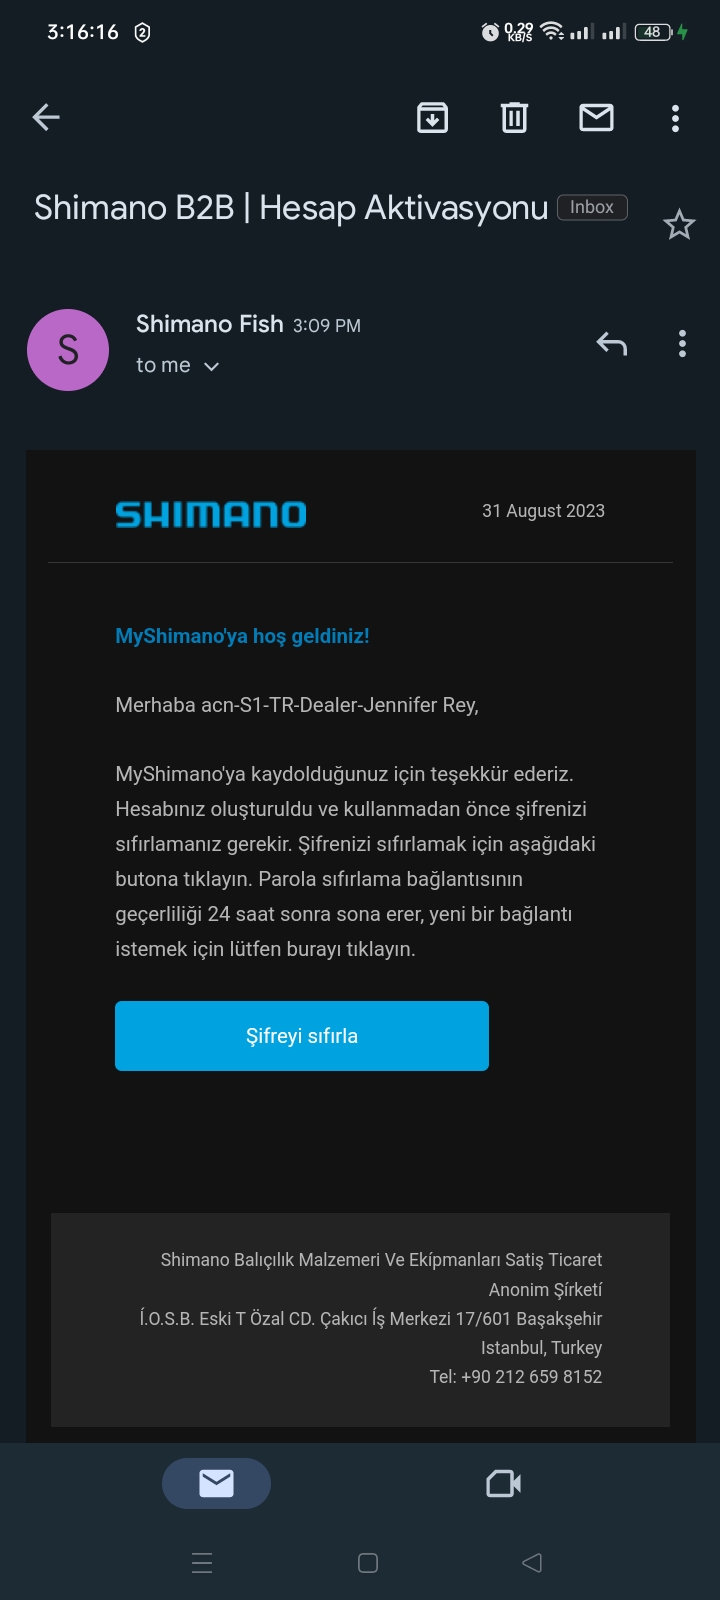 3:16:16
2
0.29
KB/S
48
Shimano B2B | Hesap Aktivasyonu
Inbox
S
Shimano Fish 3:09 PM
to me
SHIMANO
31 August 2023
MyShimano'ya hoş geldiniz!
Merhaba acn-S1-TR-Dealer-Jennifer Rey,
MyShimano'ya kaydolduğunuz için teşekkür ederiz.
Hesabınız oluşturuldu ve kullanmadan önce şifrenizi
sıfırlamanız gerekir. Şifrenizi sıfırlamak için aşağıdaki
butona tıklayın. Parola sıfırlama bağlantısının
geçerliliği 24 saat sonra sona erer, yeni bir bağlantı
istemek için lütfen burayı tıklayın.
Şifreyi sıfırla
Shimano Balıçılık Malzemeri Ve Ekípmanları Satiş Ticaret
Anonim Şírketí
Í.O.S.B. Eski T Özal CD. Çakıcı Íş Merkezi 17/601 Başakşehir
Istanbul, Turkey
Tel: +90 212 659 8152